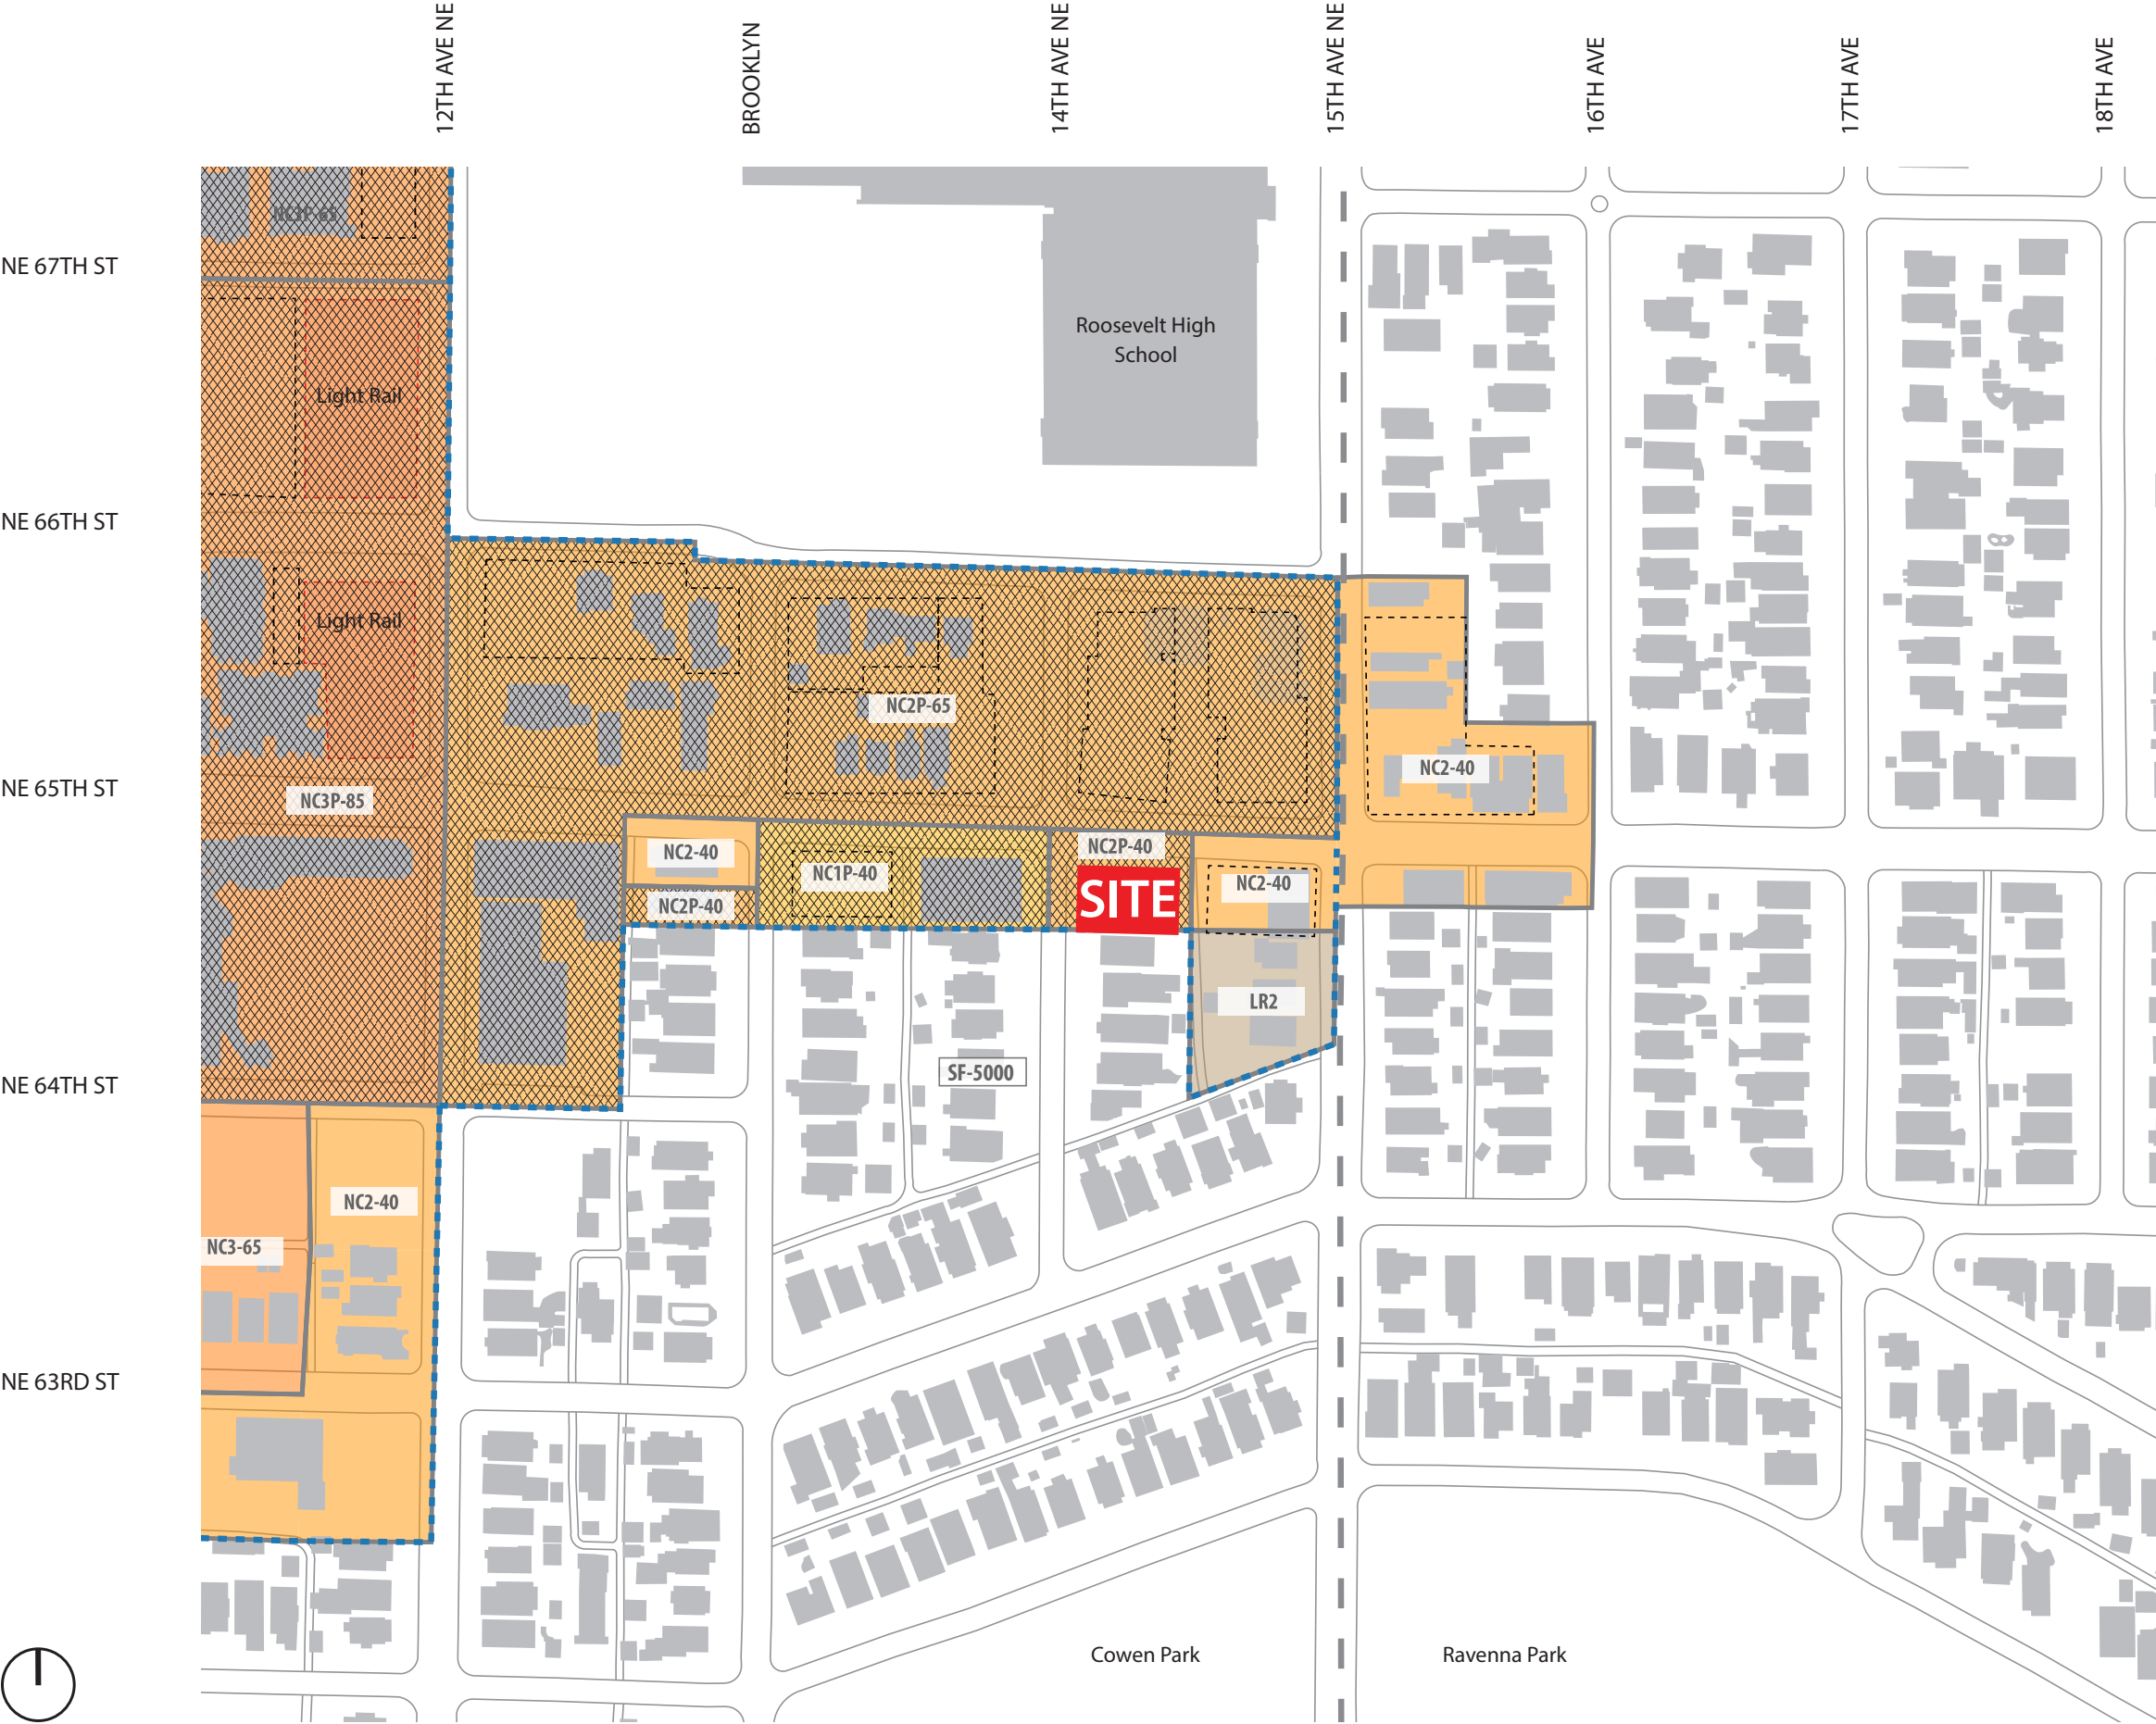 12TH AVE NE
BROOKLYN
14TH AVE NE
15TH AVE NE
16TH AVE
17TH AVE
18TH AVE
NC3P-65
NE 67TH ST
Roosevelt High
School
Light Rail
NE 66TH ST
Light Rail
NC2P-65
NC2-40
NE 65TH ST
NC3P-85
NC2-40
NC2P-40
NC1P-40
NC2P-40
SITE
NC2-40
LR2
SF-5000
NE 64TH ST
NC2-40
NC3-65
NE 63RD ST
Cowen Park
Ravenna Park